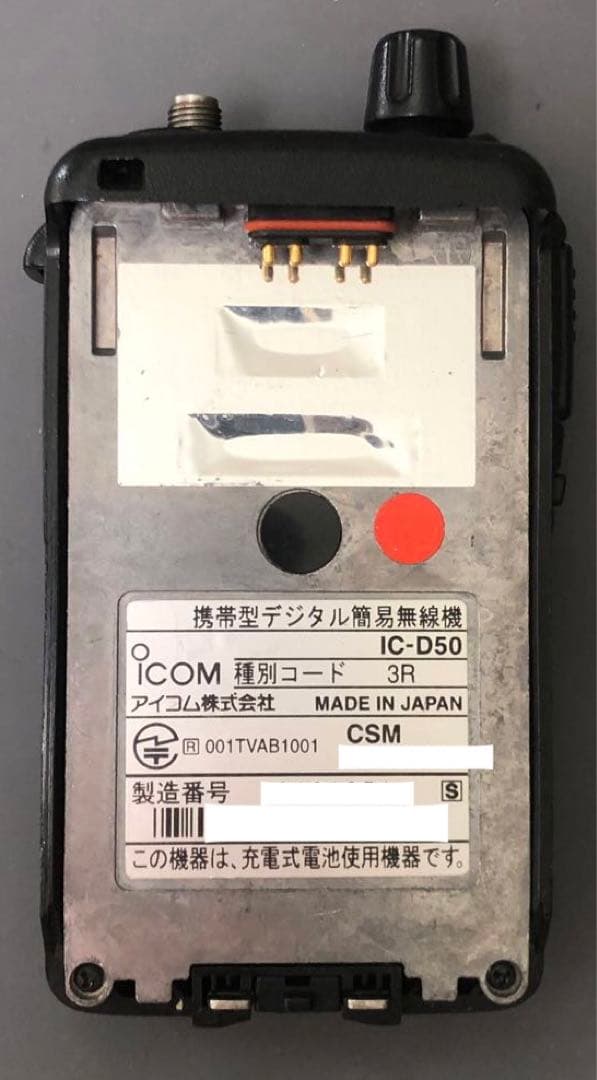 携帯型デジタル簡易無線機
IC-D50
ICOM 種別コード 3R
アイコム株式会社 MADE IN JAPAN
R 001TVAB1001 CSM
製造番号 S
この機器は、充電式電池使用機器です。